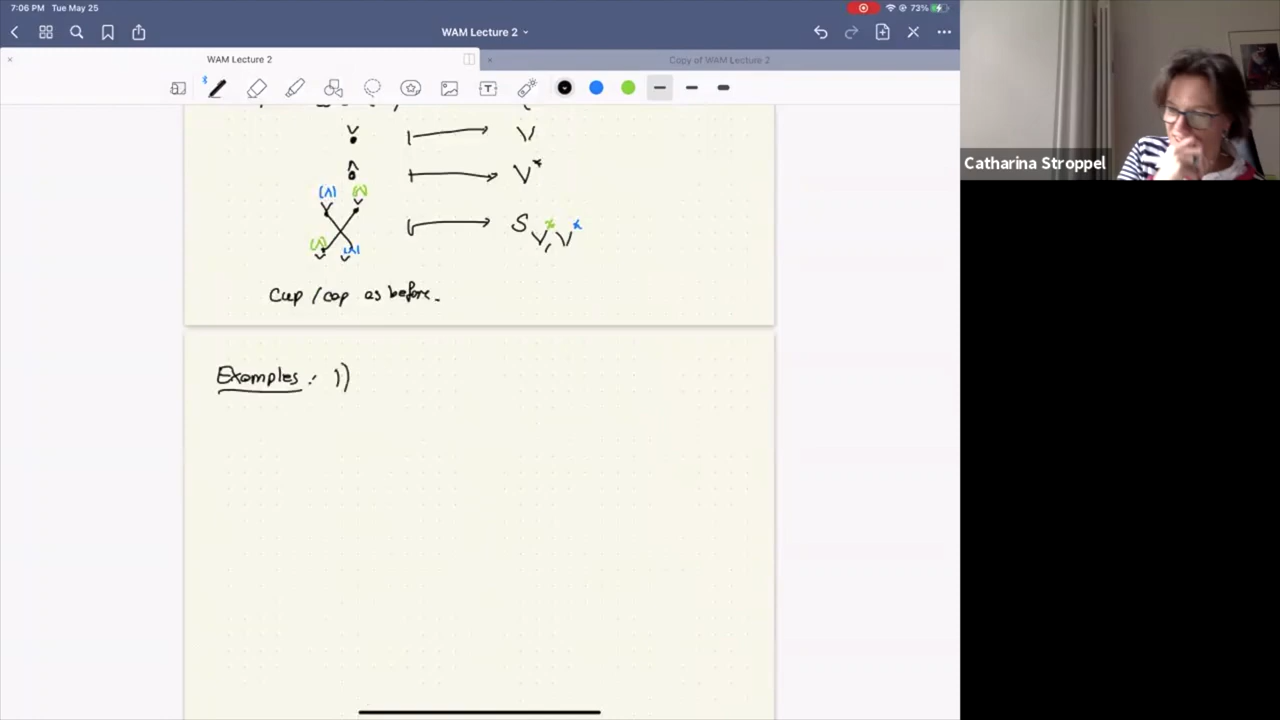 7:06 PM Tue May 25
73%
WAM Lecture 2
WAM Lecture 2
Copy of WAM Lecture 2
T
∨ ↦ V
∧ ↦ V*
(∧) (∧)
∨ ∨
↦ S V*, V*
(∧) (∧)
∨ ∨
Cup / cap as before.
Examples : 1)
Catharina Stroppel